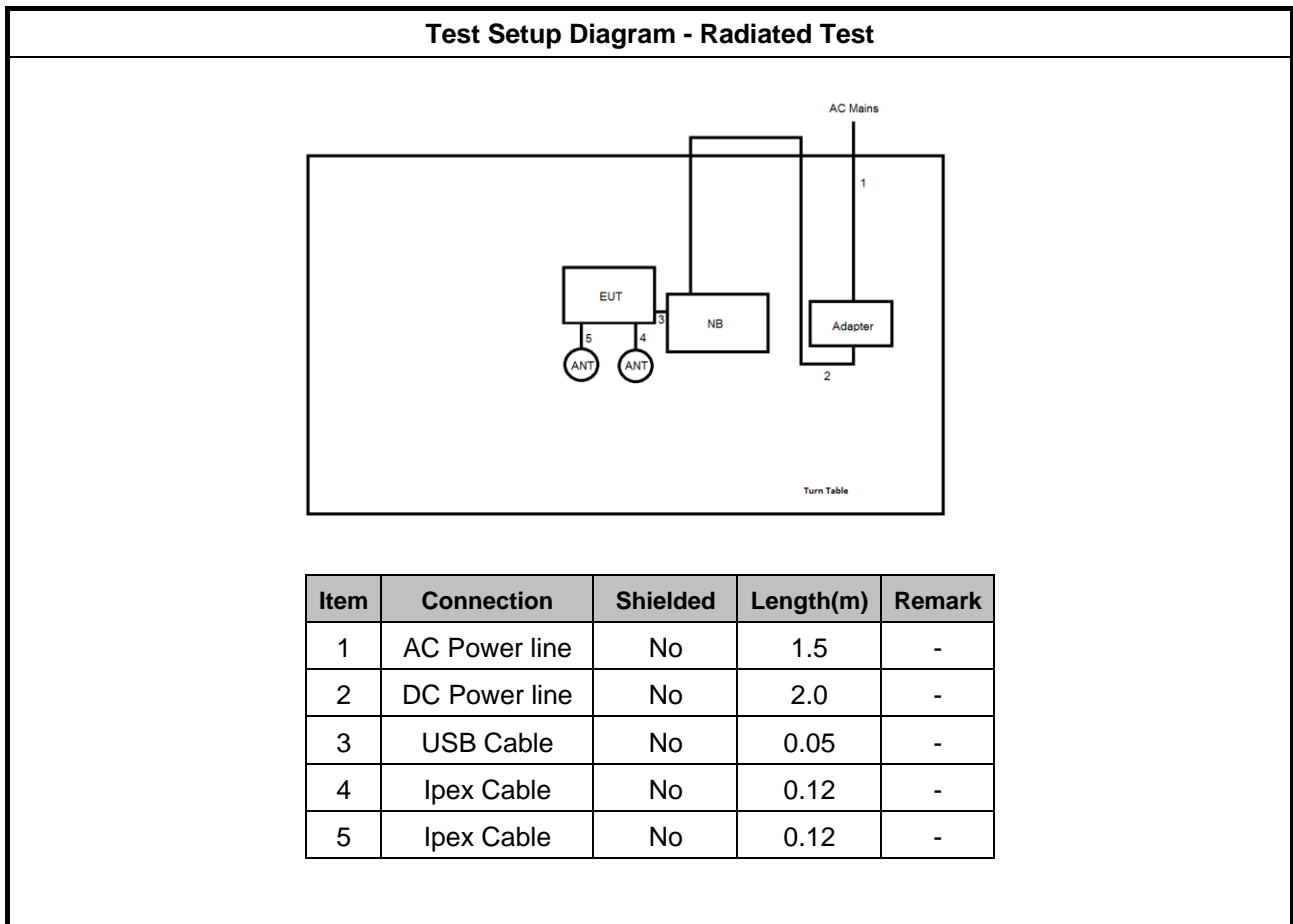 Test Setup Diagram - Radiated Test
AC Mains
1
EUT
3
NB
Adapter
5
4
ANT
ANT
2
Turn Table
Item Connection Shielded Length(m) Remark
1 AC Power line No 1.5 -
2 DC Power line No 2.0 -
3 USB Cable No 0.05 -
4 Ipex Cable No 0.12 -
5 Ipex Cable No 0.12 -